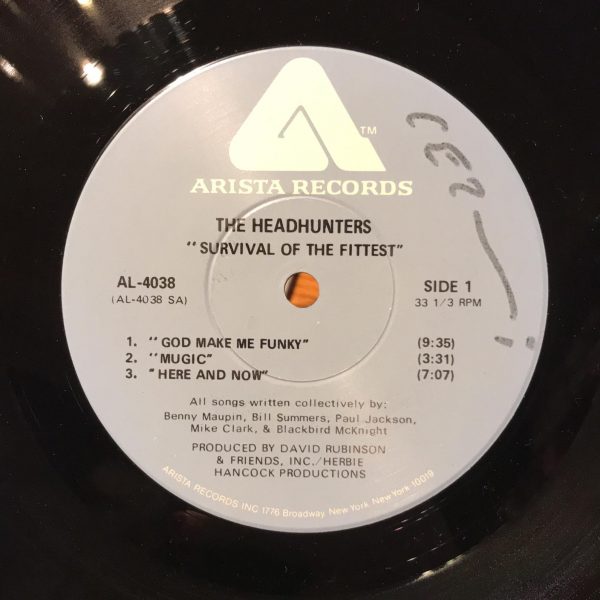 TM
ARISTA RECORDS
THE HEADHUNTERS
"SURVIVAL OF THE FITTEST"
AL-4038 SIDE 1
(AL-4038 SA) 33 1/3 RPM
1. "GOD MAKE ME FUNKY" (9:35)
2. "MUGIC" (3:31)
3. "HERE AND NOW" (7:07)
All songs written collectively by:
Benny Maupin, Bill Summers, Paul Jackson,
Mike Clark, & Blackbird McKnight
PRODUCED BY DAVID RUBINSON
& FRIENDS, INC./HERBIE
HANCOCK PRODUCTIONS
ARISTA RECORDS INC 1776 Broadway New York New York 10019